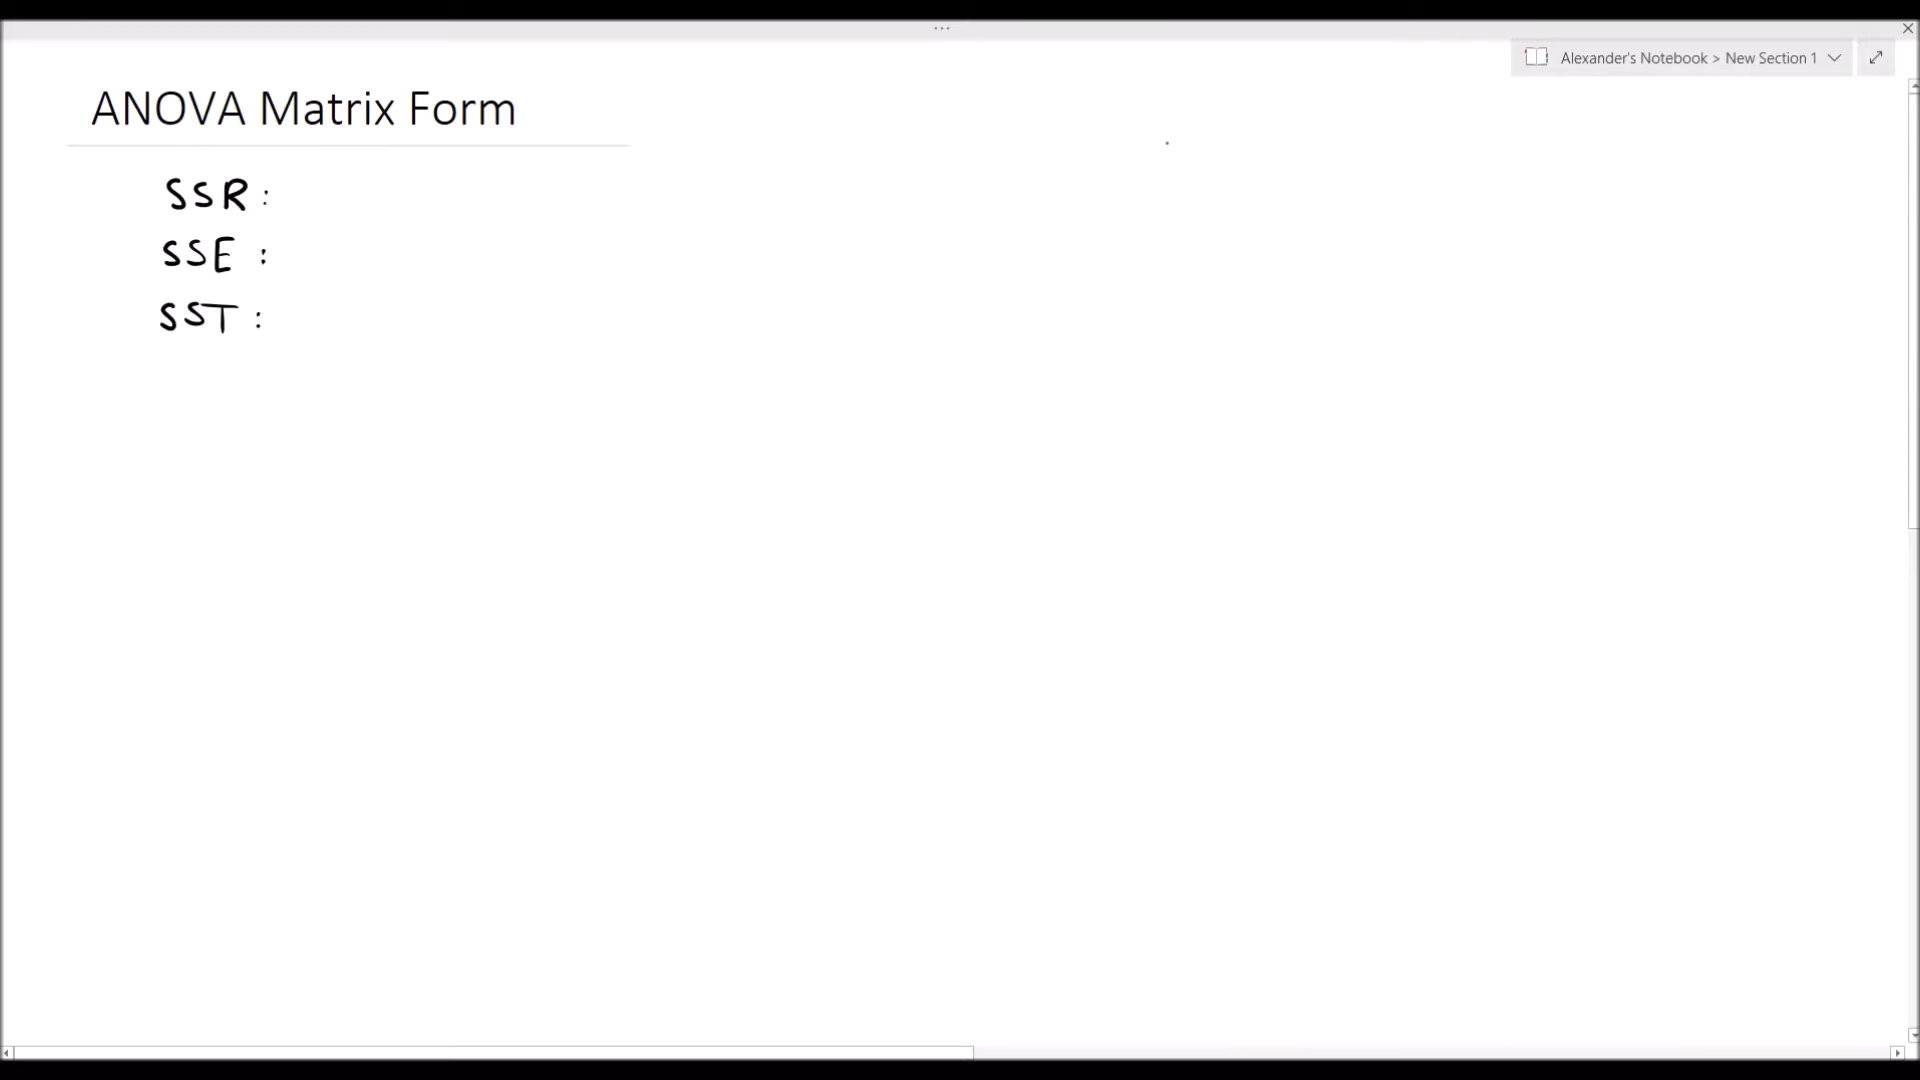 Alexander's Notebook > New Section 1
ANOVA Matrix Form
SSR :
SSE :
SST :